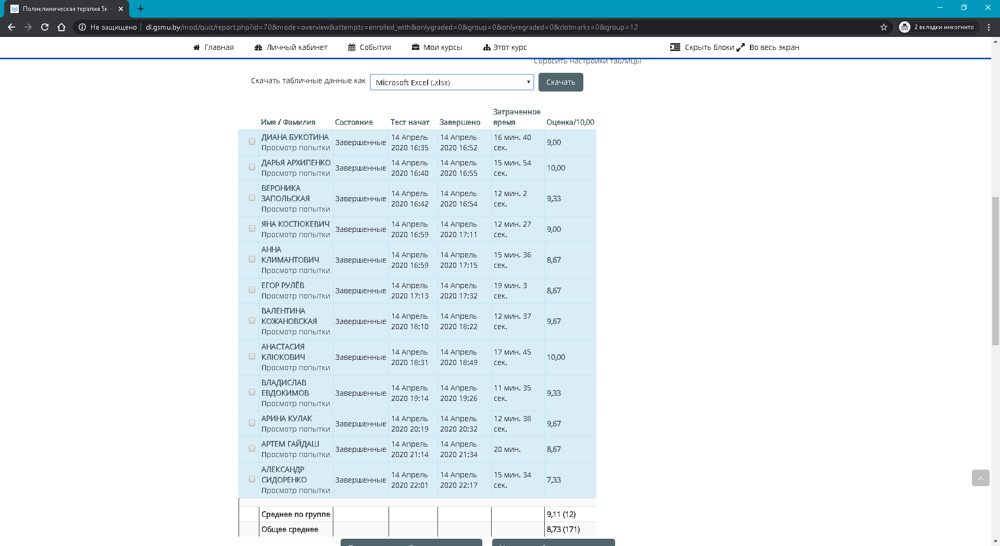 Поликлиническая терапия 5к -
Не защищено
dl.gsmu.by/mod/quiz/report.php?id=70&mode=overview&attempts=enrolled_with&onlygraded=0&group=0&onlyregraded=0&slotmarks=0&group=12
2 вкладки инкогнито
Главная
Личный кабинет
События
Мои курсы
Этот курс
Скрыть блоки
Во весь экран
Сбросить настройки таблицы
Скачать табличные данные как
Microsoft Excel (.xlsx)
Скачать
Имя / Фамилия
Состояние
Тест начат
Завершено
Затраченное
время
Оценка/10,00
ДИАНА БУКОТИНА
Просмотр попытки
Завершенные
14 Апрель
2020 16:35
14 Апрель
2020 16:52
16 мин. 40
сек.
9,00
ДАРЬЯ АРХИПЕНКО
Просмотр попытки
Завершенные
14 Апрель
2020 16:40
14 Апрель
2020 16:55
15 мин. 54
сек.
10,00
ВЕРОНИКА
ЗАПОЛЬСКАЯ
Просмотр попытки
Завершенные
14 Апрель
2020 16:42
14 Апрель
2020 16:54
12 мин. 2
сек.
9,33
ЯНА КОСТЮКЕВИЧ
Просмотр попытки
Завершенные
14 Апрель
2020 16:59
14 Апрель
2020 17:11
12 мин. 27
сек.
9,00
АННА
КЛИМАНТОВИЧ
Просмотр попытки
Завершенные
14 Апрель
2020 16:59
14 Апрель
2020 17:15
15 мин. 36
сек.
8,67
ЕГОР РУЛЁВ
Просмотр попытки
Завершенные
14 Апрель
2020 17:13
14 Апрель
2020 17:32
19 мин. 3
сек.
8,67
ВАЛЕНТИНА
КОЖАНОВСКАЯ
Просмотр попытки
Завершенные
14 Апрель
2020 18:10
14 Апрель
2020 18:22
12 мин. 37
сек.
9,67
АНАСТАСИЯ
КЛЮКОВИЧ
Просмотр попытки
Завершенные
14 Апрель
2020 18:31
14 Апрель
2020 18:49
17 мин. 45
сек.
10,00
ВЛАДИСЛАВ
ЕВДОКИМОВ
Просмотр попытки
Завершенные
14 Апрель
2020 19:14
14 Апрель
2020 19:26
11 мин. 35
сек.
9,33
АРИНА КУЛАК
Просмотр попытки
Завершенные
14 Апрель
2020 20:19
14 Апрель
2020 20:32
12 мин. 38
сек.
9,67
АРТЕМ ГАЙДАШ
Просмотр попытки
Завершенные
14 Апрель
2020 21:14
14 Апрель
2020 21:34
20 мин.
8,67
АЛЕКСАНДР
СИДОРЕНКО
Просмотр попытки
Завершенные
14 Апрель
2020 22:01
14 Апрель
2020 22:17
15 мин. 34
сек.
7,33
Среднее по группе
9,11 (12)
Общее среднее
8,73 (171)